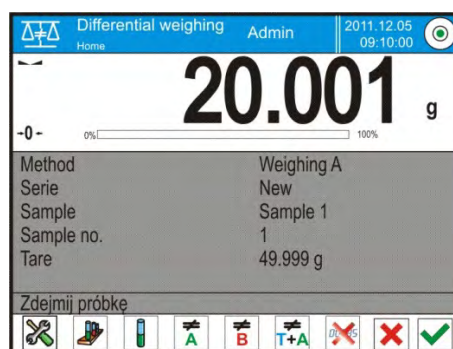 Differential weighing Admin 2011.12.05
Home 09:10:00
20.001 g
→0← 0% 100%
Method Weighing A
Serie New
Sample Sample 1
Sample no. 1
Tare 49.999 g
Zdejmij próbkę
A B T+A